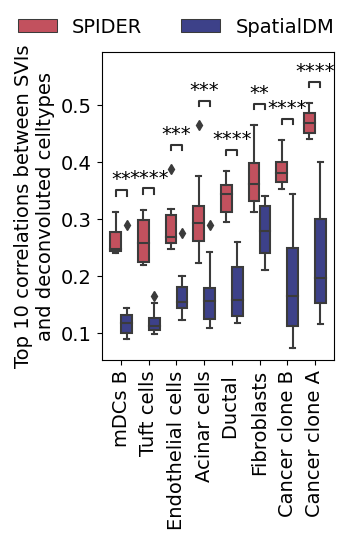 SPIDER SpatialDM
Top 10 correlations between SVIs
and deconvoluted celltypes
0.5
0.4
0.3
0.2
0.1
****
**
****
***
****
***
**
****
mDCs B
Tuft cells
Endothelial cells
Acinar cells
Ductal
Fibroblasts
Cancer clone B
Cancer clone A